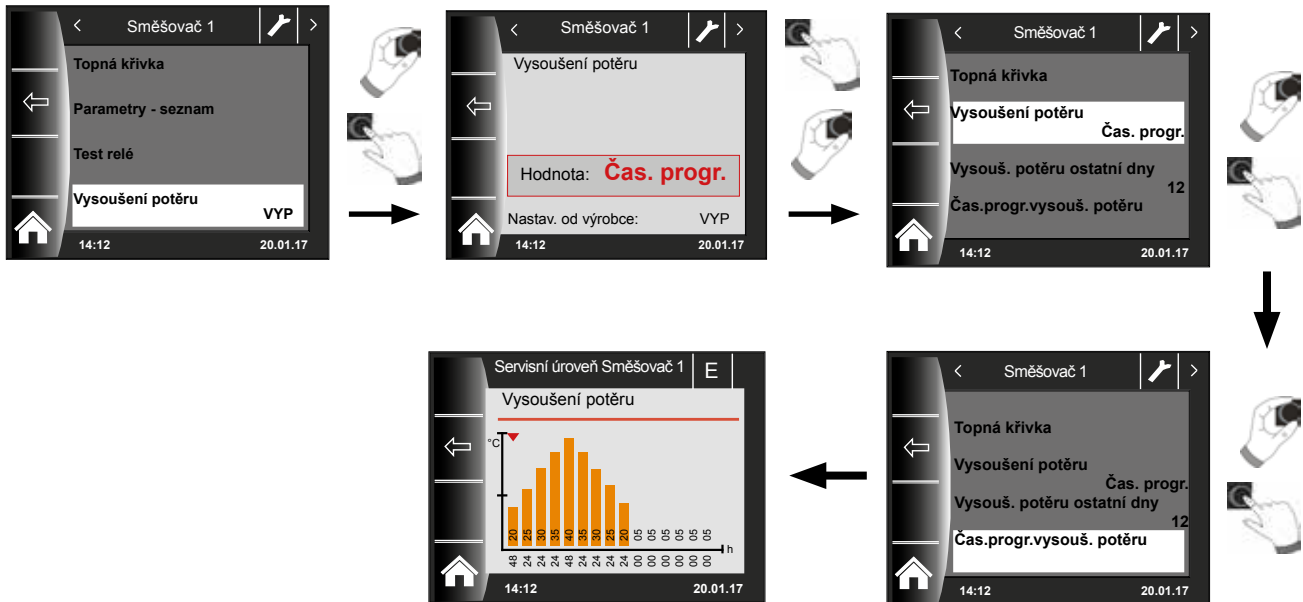 < Směšovač 1 >
Topná křivka
Parametry - seznam
Test relé
Vysoušení potěru
VYP
14:12 20.01.17
< Směšovač 1 >
Vysoušení potěru
Hodnota: Čas. progr.
Nastav. od výrobce: VYP
14:12 20.01.17
< Směšovač 1 >
Topná křivka
Vysoušení potěru
Čas. progr.
Vysouš. potěru ostatní dny
12
Čas.progr.vysouš. potěru
14:12 20.01.17
Servisní úroveň Směšovač 1 E
Vysoušení potěru
°C
20 25 30 35 40 35 30 25 20 05 05 05 05 05 05
h
48 24 24 24 48 24 24 24 24 00 00 00 00 00 00
14:12 20.01.17
< Směšovač 1 >
Topná křivka
Vysoušení potěru
Čas. progr.
Vysouš. potěru ostatní dny
12
Čas.progr.vysouš. potěru
14:12 20.01.17